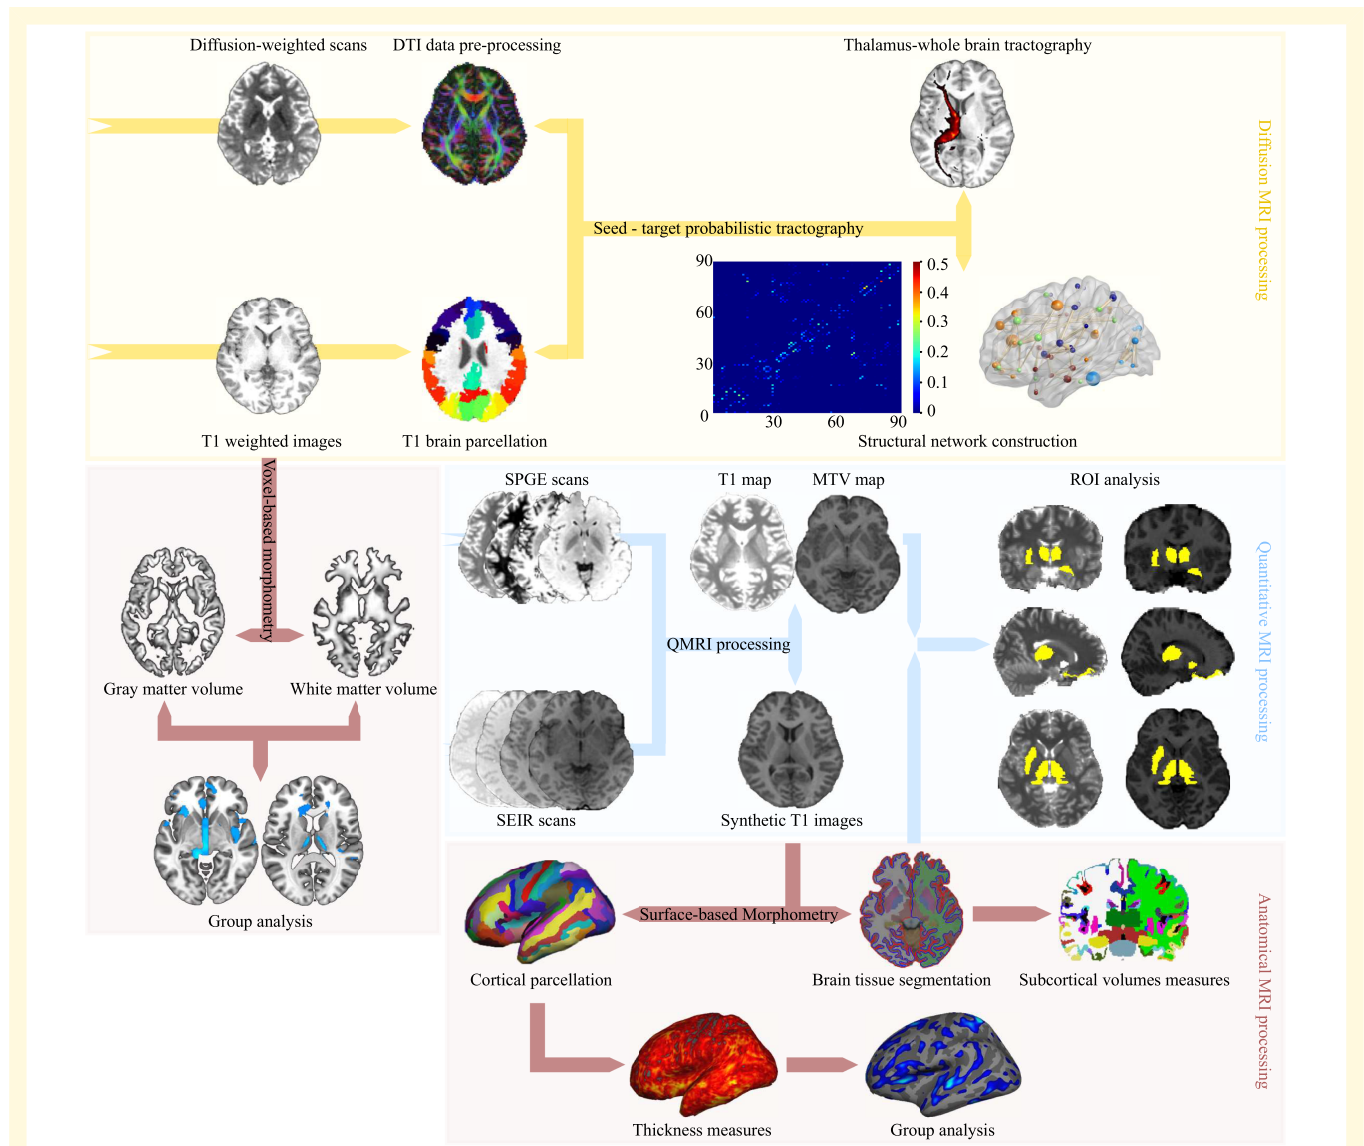 Diffusion-weighted scans
DTI data pre-processing
Thalamus-whole brain tractography
Diffusion MRI processing
Seed - target probabilistic tractography
90
60
30
0
30
60
90
0.5
0.4
0.3
0.2
0.1
0
T1 weighted images
T1 brain parcellation
Structural network construction
Voxel-based morphometry
Gray matter volume
White matter volume
Group analysis
SPGE scans
T1 map
MTV map
ROI analysis
QMRI processing
Quantitative MRI processing
SEIR scans
Synthetic T1 images
Surface-based Morphometry
Cortical parcellation
Brain tissue segmentation
Subcortical volumes measures
Anatomical MRI processing
Thickness measures
Group analysis